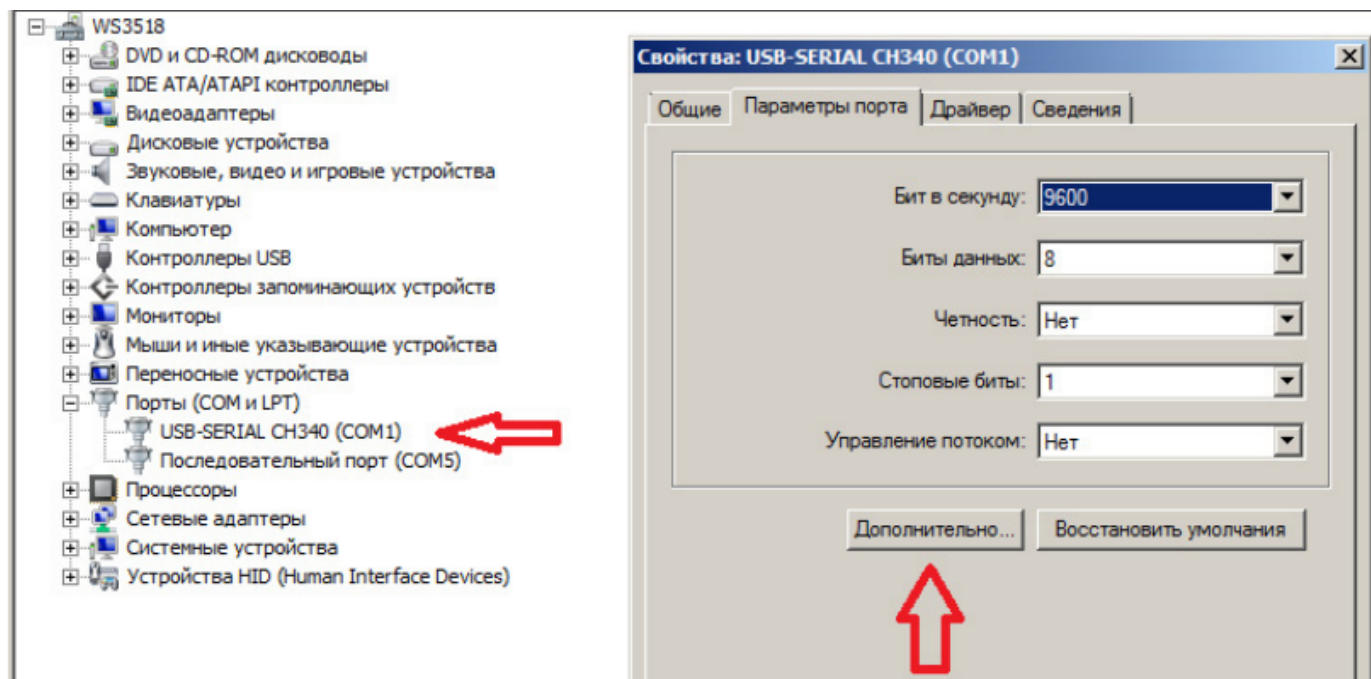 WS3518
DVD и CD-ROM дисководы
IDE ATA/ATAPI контроллеры
Видеоадаптеры
Дисковые устройства
Звуковые, видео и игровые устройства
Клавиатуры
Компьютер
Контроллеры USB
Контроллеры запоминающих устройств
Мониторы
Мыши и иные указывающие устройства
Переносные устройства
Порты (COM и LPT)
USB-SERIAL CH340 (COM1)
Последовательный порт (COM5)
Процессоры
Сетевые адаптеры
Системные устройства
Устройства HID (Human Interface Devices)
Свойства: USB-SERIAL CH340 (COM1)
Общие Параметры порта Драйвер Сведения
Бит в секунду: 9600
Биты данных: 8
Четность: Нет
Стоповые биты: 1
Управление потоком: Нет
Дополнительно... Восстановить умолчания